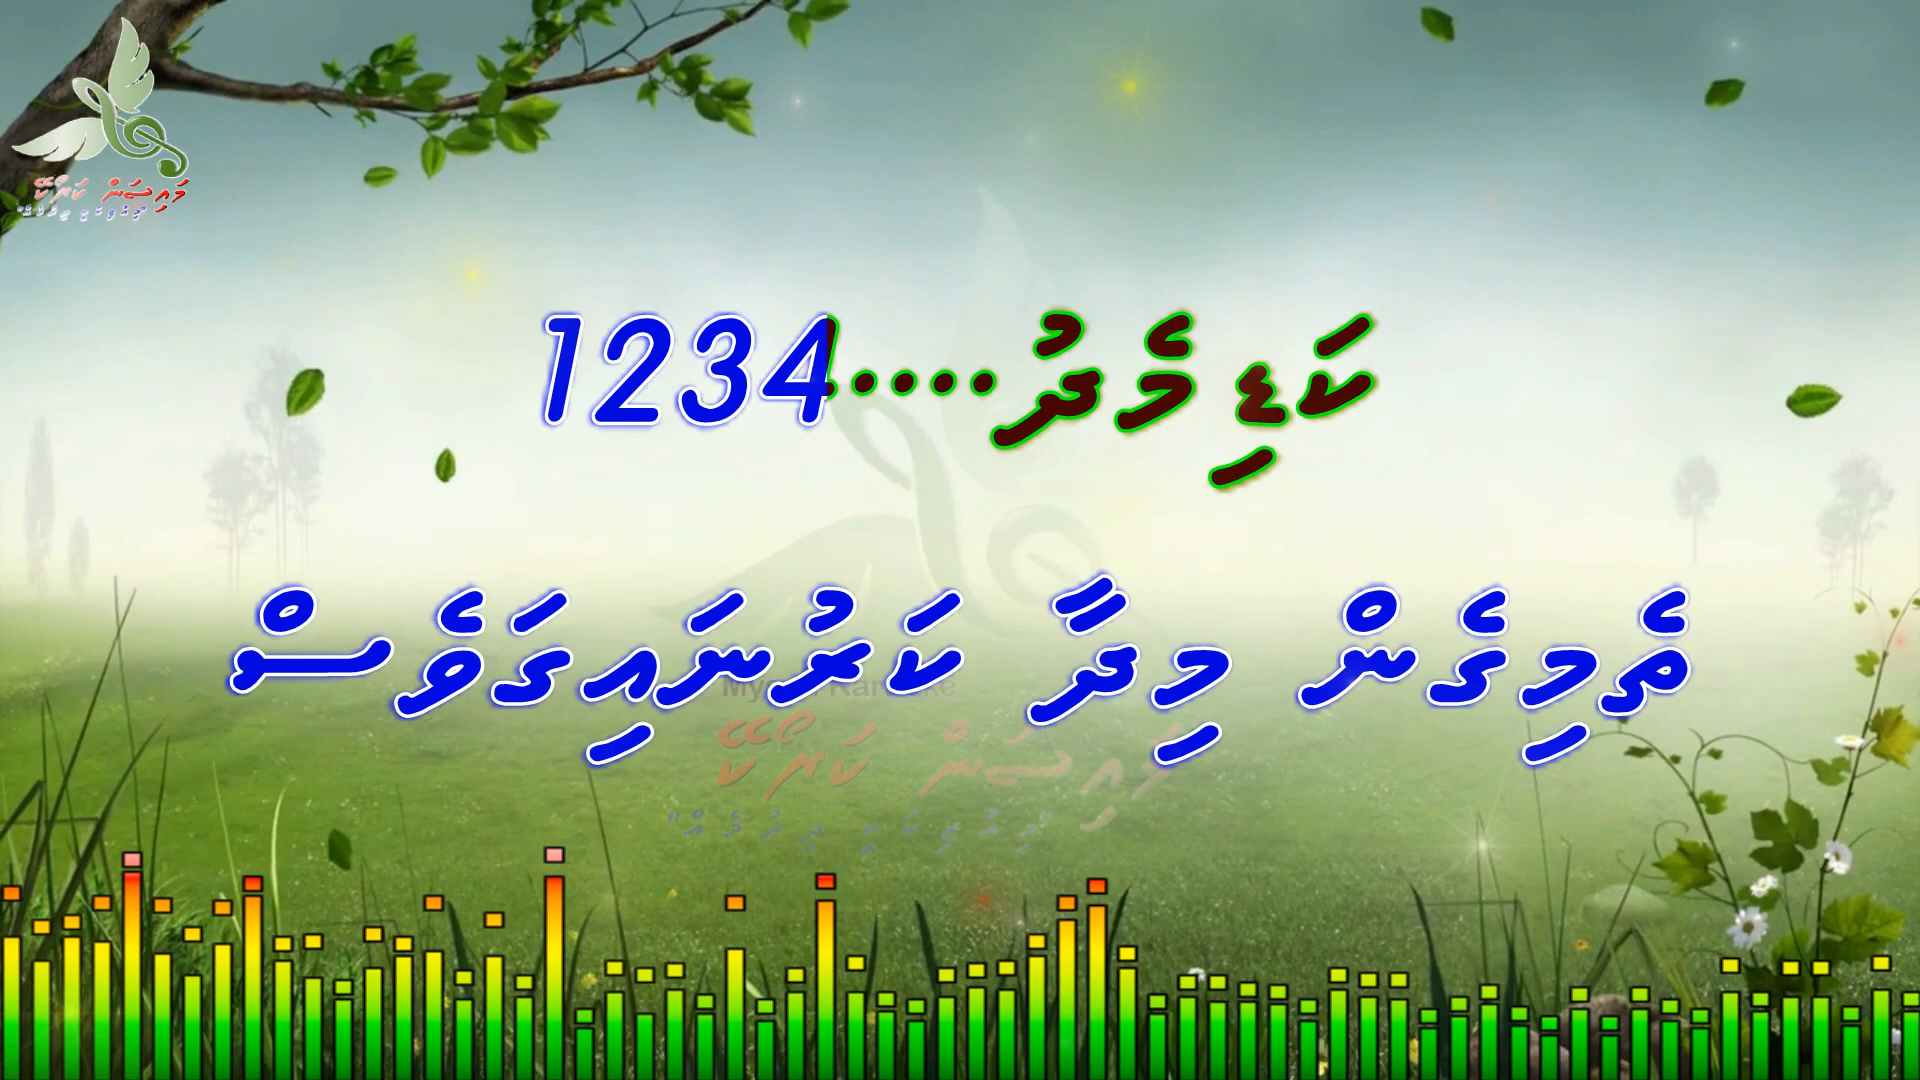 މައިސަން ކަރޯކޭ
ކަޑިމެދު.....1234
ތެމިގެން މިދާ ކަރުނައިގަވެސް
މައިސަން ކަރޯކޭ